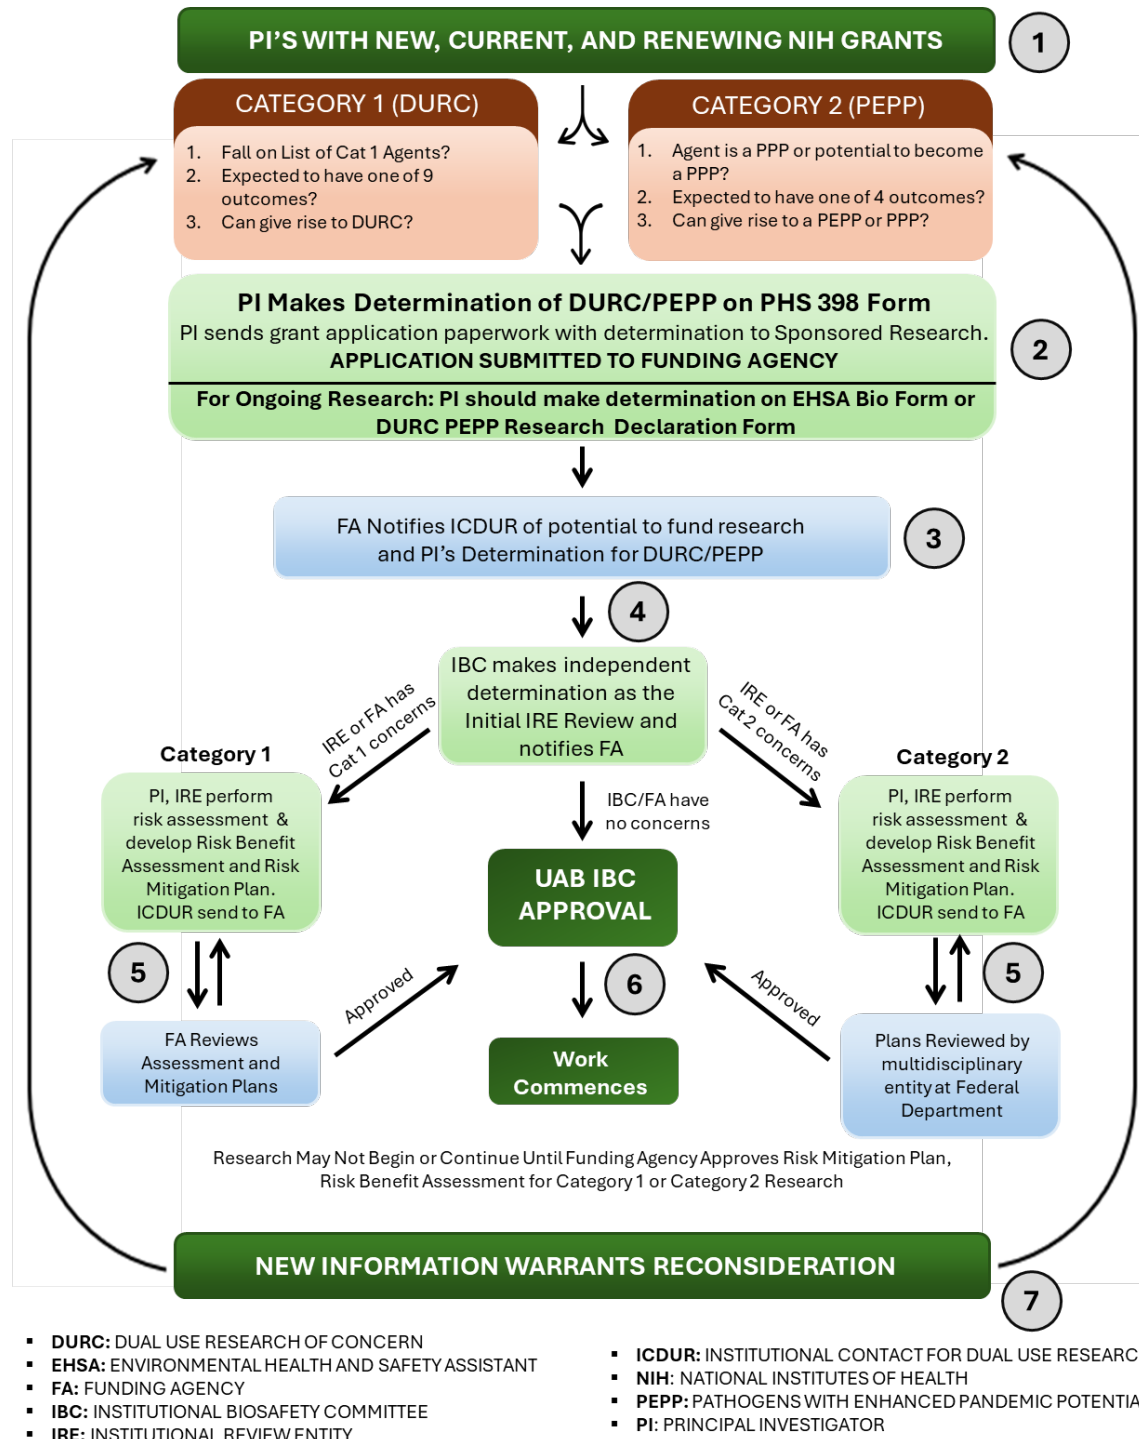 PI'S WITH NEW, CURRENT, AND RENEWING NIH GRANTS
1
CATEGORY 1 (DURC)
1. Fall on List of Cat 1 Agents?
2. Expected to have one of 9
outcomes?
3. Can give rise to DURC?
CATEGORY 2 (PEPP)
1. Agent is a PPP or potential to become
a PPP?
2. Expected to have one of 4 outcomes?
3. Can give rise to a PEPP or PPP?
PI Makes Determination of DURC/PEPP on PHS 398 Form
PI sends grant application paperwork with determination to Sponsored Research.
APPLICATION SUBMITTED TO FUNDING AGENCY
2
For Ongoing Research: PI should make determination on EHSA Bio Form or
DURC PEPP Research Declaration Form
FA Notifies ICDUR of potential to fund research
and PI's Determination for DURC/PEPP
3
4
IBC makes independent
determination as the
Initial IRE Review and
notifies FA
IRE or FA has
Cat 1 concerns
IRE or FA has
Cat 2 concerns
IBC/FA have
no concerns
Category 1
PI, IRE perform
risk assessment &
develop Risk Benefit
Assessment and Risk
Mitigation Plan.
ICDUR send to FA
Category 2
PI, IRE perform
risk assessment &
develop Risk Benefit
Assessment and Risk
Mitigation Plan.
ICDUR send to FA
UAB IBC
APPROVAL
5
Approved
6
Approved
5
FA Reviews
Assessment and
Mitigation Plans
Work
Commences
Plans Reviewed by
multidisciplinary
entity at Federal
Department
Research May Not Begin or Continue Until Funding Agency Approves Risk Mitigation Plan,
Risk Benefit Assessment for Category 1 or Category 2 Research
NEW INFORMATION WARRANTS RECONSIDERATION
7
▪ DURC: DUAL USE RESEARCH OF CONCERN
▪ EHSA: ENVIRONMENTAL HEALTH AND SAFETY ASSISTANT
▪ FA: FUNDING AGENCY
▪ IBC: INSTITUTIONAL BIOSAFETY COMMITTEE
▪ IRE: INSTITUTIONAL REVIEW ENTITY
▪ ICDUR: INSTITUTIONAL CONTACT FOR DUAL USE RESEARC
▪ NIH: NATIONAL INSTITUTES OF HEALTH
▪ PEPP: PATHOGENS WITH ENHANCED PANDEMIC POTENTIA
▪ PI: PRINCIPAL INVESTIGATOR